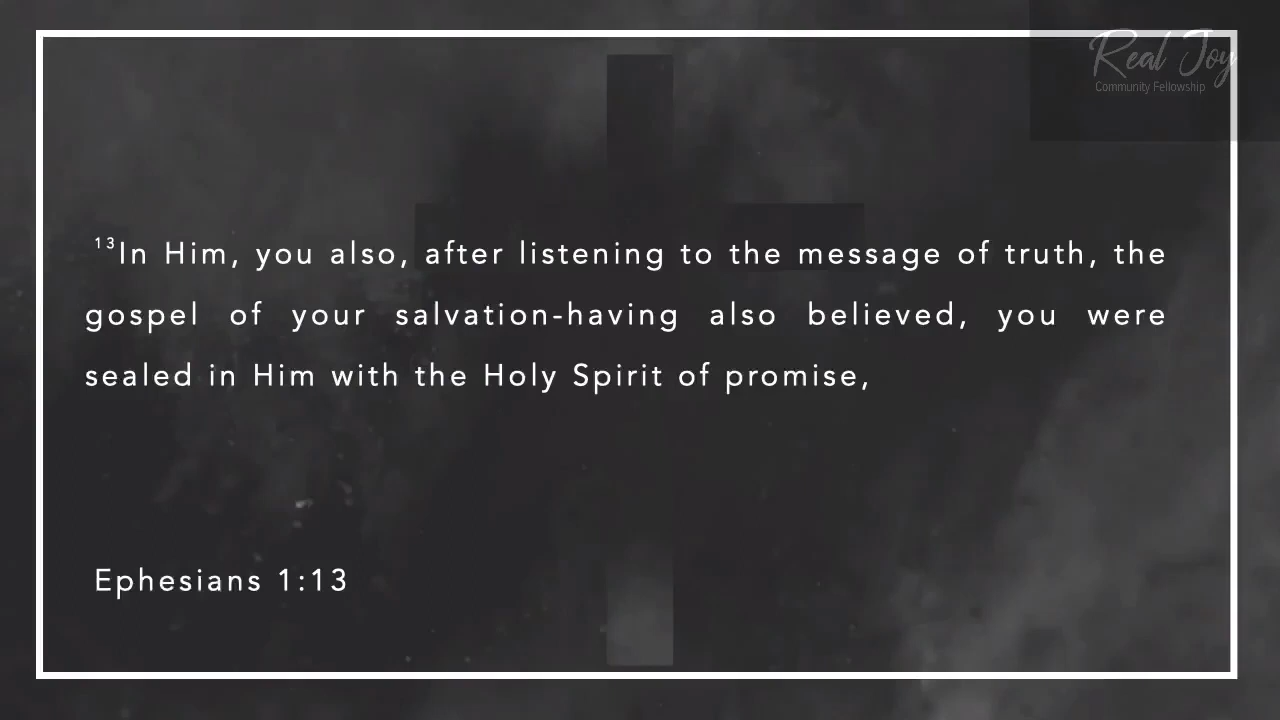 Real Joy
Community Fellowship
¹³In Him, you also, after listening to the message of truth, the
gospel of your salvation-having also believed, you were
sealed in Him with the Holy Spirit of promise,
Ephesians 1:13